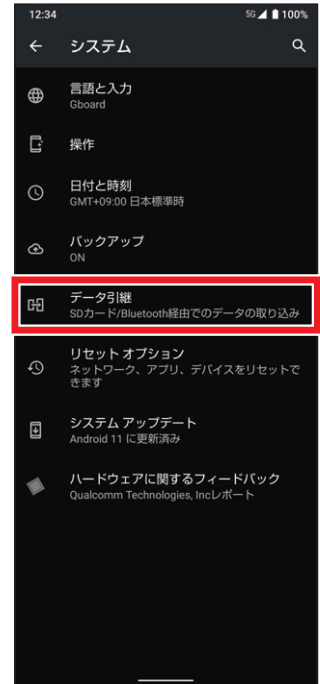 12:34 5G 100%
システム
言語と入力
Gboard
操作
日付と時刻
GMT+09:00 日本標準時
バックアップ
ON
データ引継
SDカード/Bluetooth経由でのデータの取り込み
リセット オプション
ネットワーク、アプリ、デバイスをリセットで
きます
システム アップデート
Android 11 に更新済み
ハードウェアに関するフィードバック
Qualcomm Technologies, Incレポート